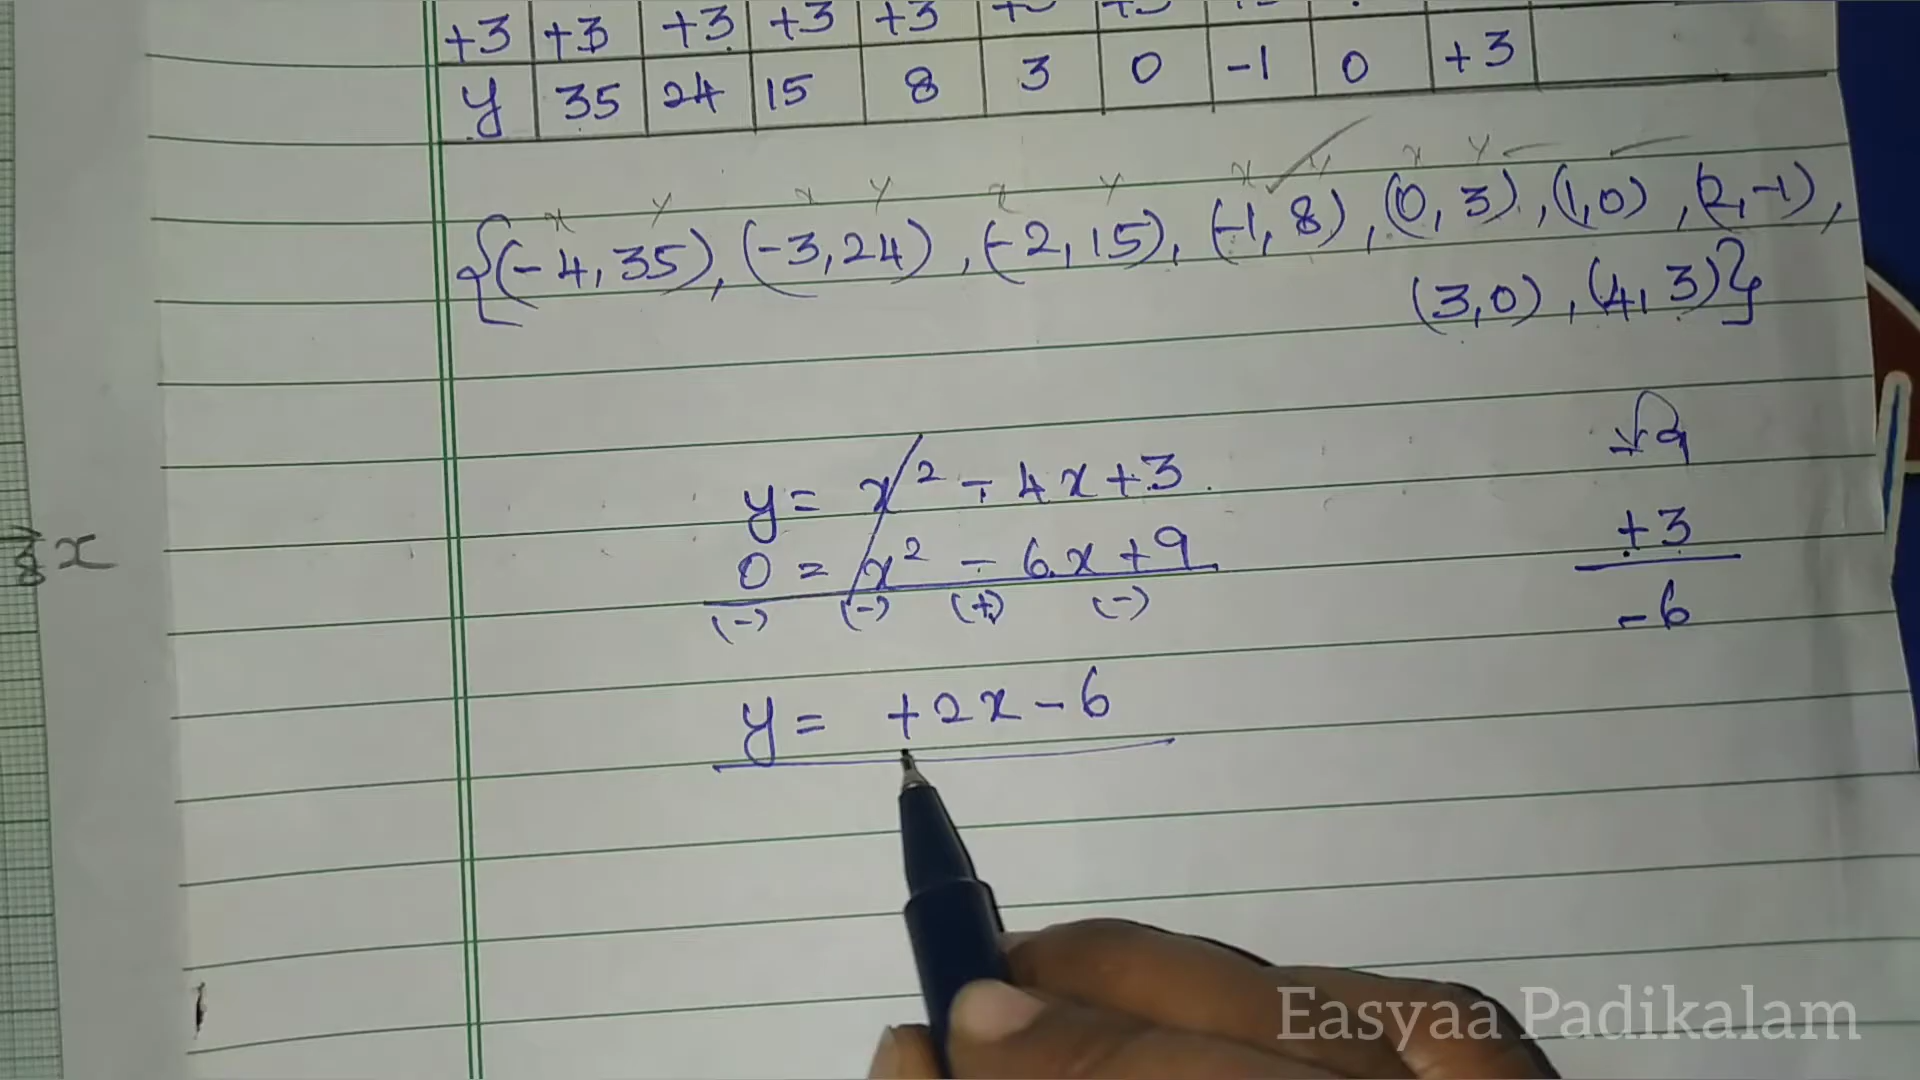 +3 +3 +3 +3 +3 +3
y 35 24 15 8 3 0 -1 0 +3
x y x y x y x y x y
{(-4,35), (-3,24), (-2,15), (-1,8), (0,3), (1,0), (2,-1),
(3,0), (4,3)}
y = x² - 4x + 3
0 = x² - 6x + 9
(-) (-) (+) (-)
y = +2x - 6
+3
-6
x
Easyaa Padikalam